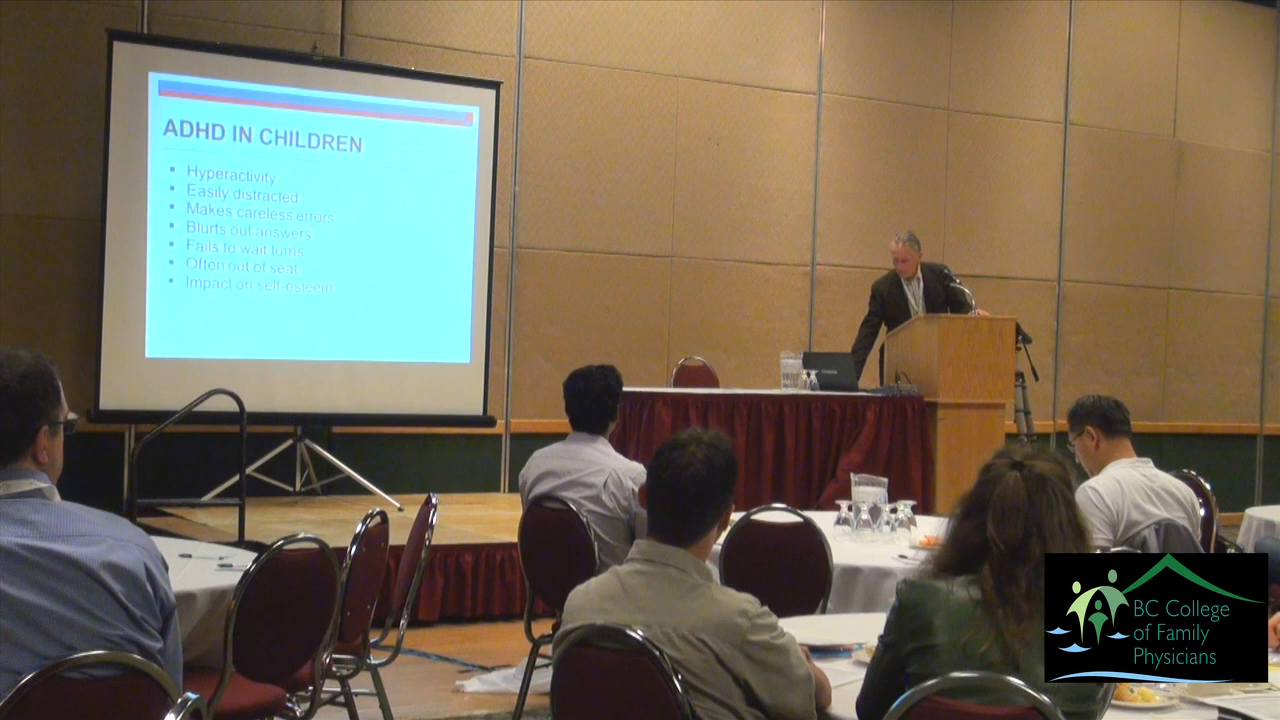 ADHD IN CHILDREN
Hyperactivity
Easily distracted
Makes careless errors
Blurts out answers
Fails to wait turns
Often out of seat
Impact on self-esteem
BC College
of Family
Physicians